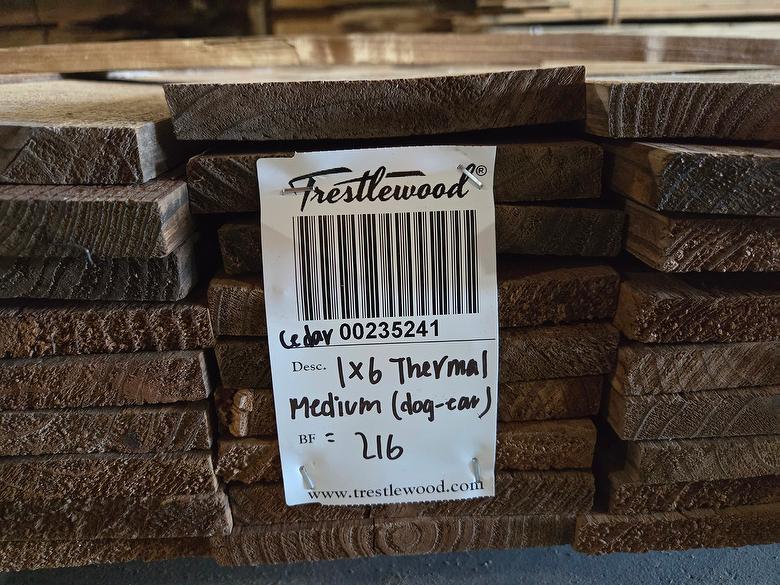 Trestlewood®
Cedar 00235241
Desc. 1x6 Thermal
Medium (dog-ear)
BF = 216
www.trestlewood.com